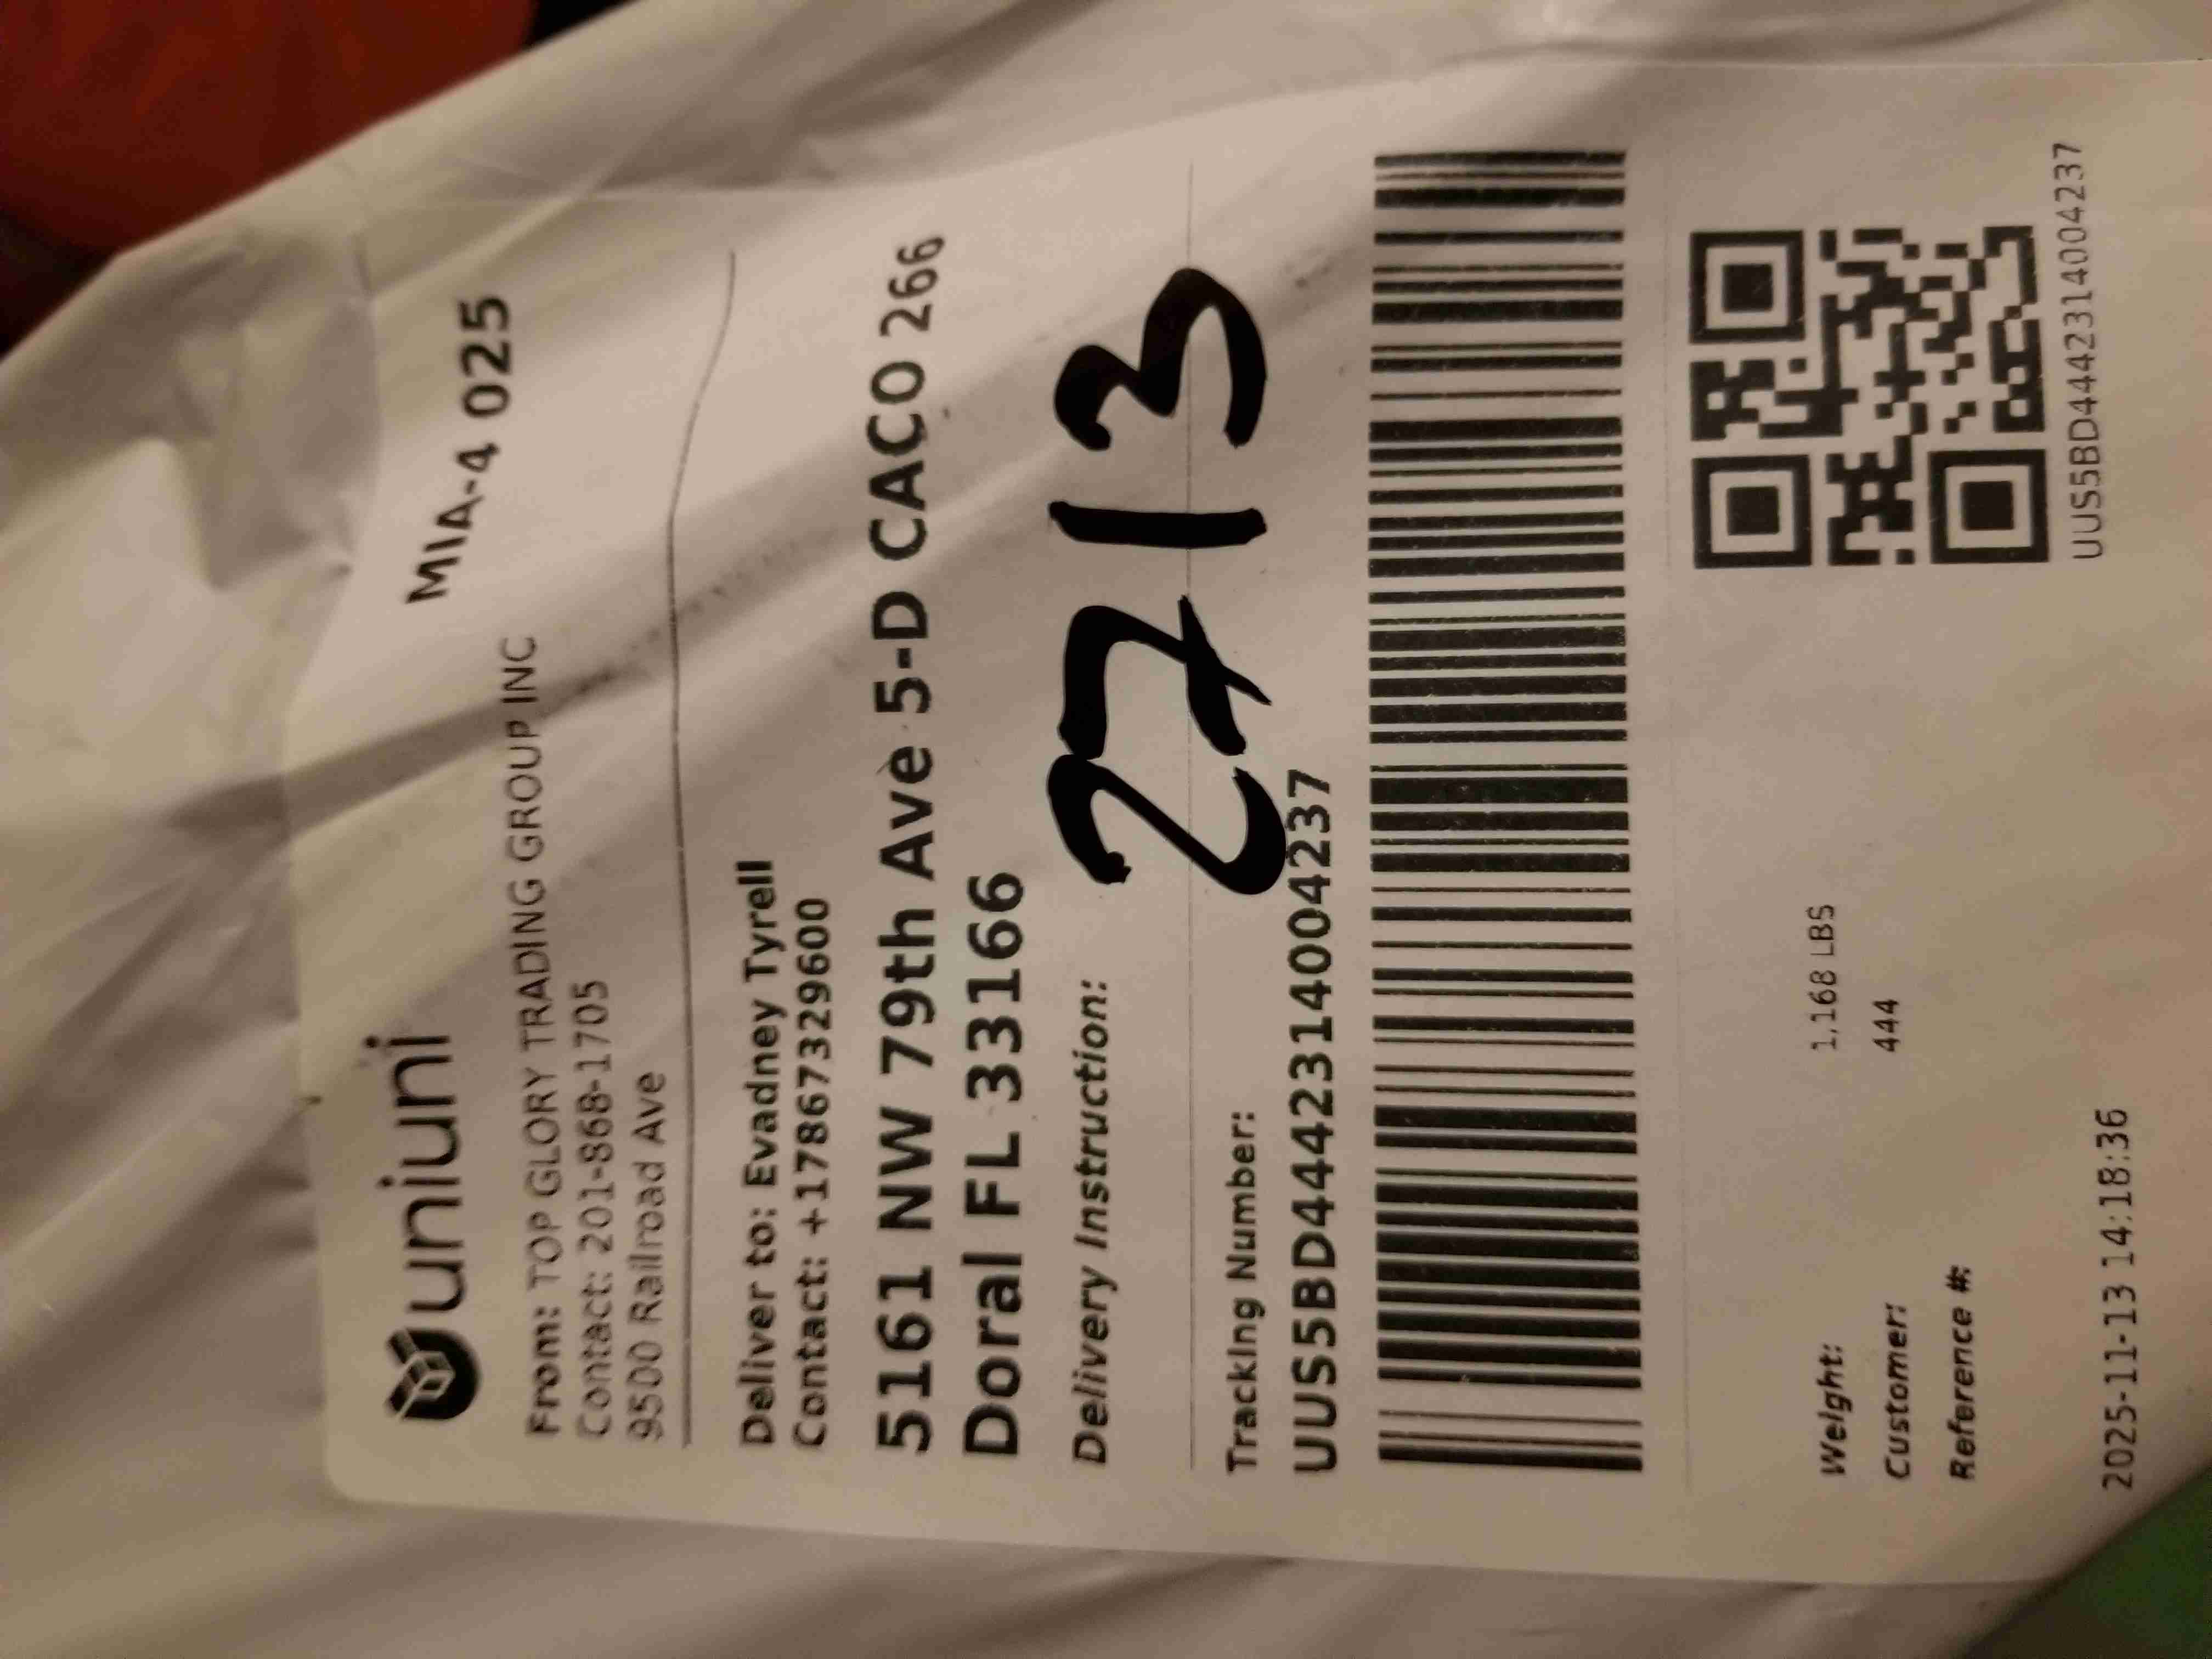 uniuni
MIA-4 025
From: TOP GLORY TRADING GROUP INC
Contact: 201-868-1705
9500 Railroad Ave
Deliver to: Evadney Tyrell
Contact: +17867329600
5161 NW 79th Ave 5-D CACO 266
Doral FL 33166
Delivery Instruction:
2713
Tracking Number:
UUS5BD4442314004237
Weight: 1.168 LBS
Customer: 444
Reference #:
UUS5BD4442314004237
2025-11-13 14:18:36